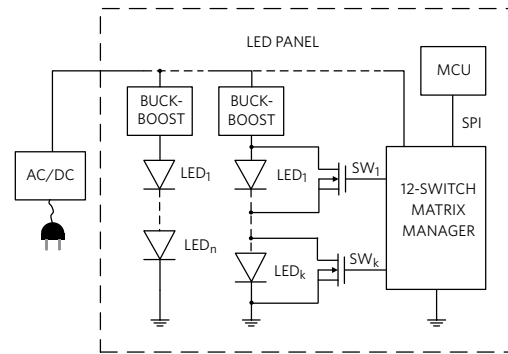 LED PANEL
MCU
BUCK-
BOOST
BUCK-
BOOST
SPI
AC/DC
LED₁
LED₁
SW₁
12-SWITCH
MATRIX
MANAGER
LEDₙ
LEDₖ
SWₖ